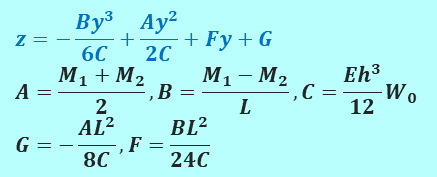 z = −By³/6C + Ay²/2C + Fy + G
A = (M₁ + M₂)/2 , B = (M₁ − M₂)/L , C = Eh³/12 W₀
G = −AL²/8C , F = BL²/24C